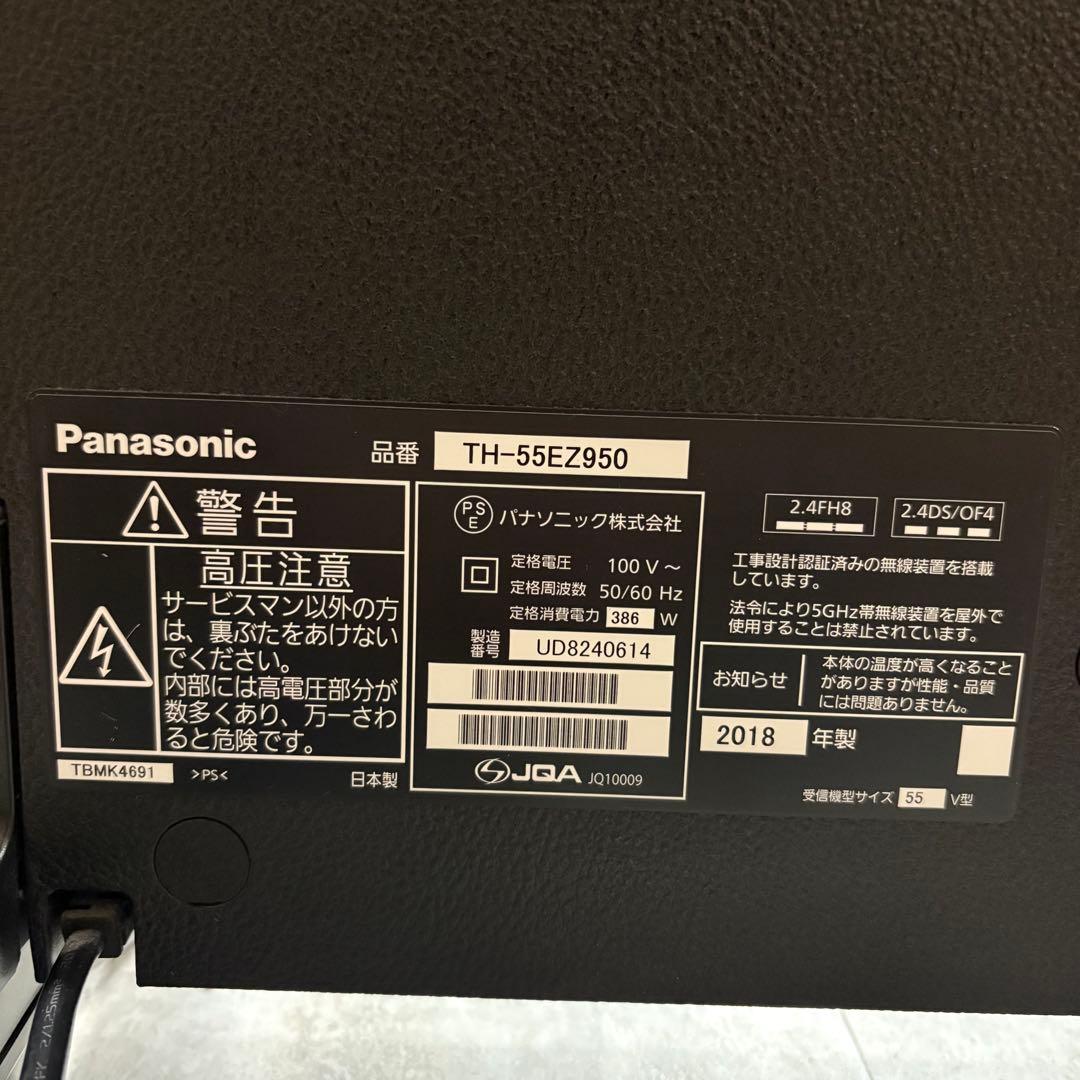 Panasonic
品番 TH-55EZ950
警告
高圧注意
サービスマン以外の方
は、裏ぶたをあけない
でください。
内部には高電圧部分が
数多くあり、万一さわ
ると危険です。
TBMK4691 >PS< 日本製
PSE パナソニック株式会社
定格電圧 100 V ～
定格周波数 50/60 Hz
定格消費電力 386 W
製造
番号 UD8240614
JQA JQ10009
2.4FH8 2.4DS/OF4
工事設計認証済みの無線装置を搭載
しています。
法令により5GHz帯無線装置を屋外で
使用することは禁止されています。
お知らせ
本体の温度が高くなること
がありますが性能・品質
には問題ありません。
2018 年製
受信機型サイズ 55 V型